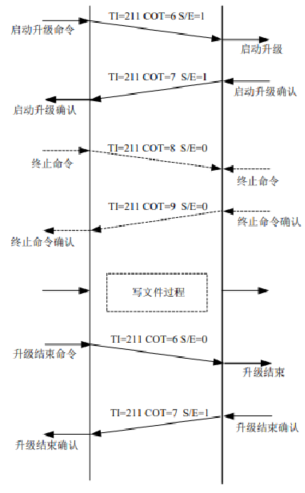 TI=211 COT=6 S/E=1
启动升级命令
启动升级
TI=211 COT=7 S/E=1
启动升级确认
启动升级确认
TI=211 COT=8 S/E=0
终止命令
终止命令
TI=211 COT=9 S/E=0
终止命令确认
终止命令确认
写文件过程
TI=211 COT=6 S/E=0
升级结束命令
升级结束
TI=211 COT=7 S/E=1
升级结束确认
升级结束确认